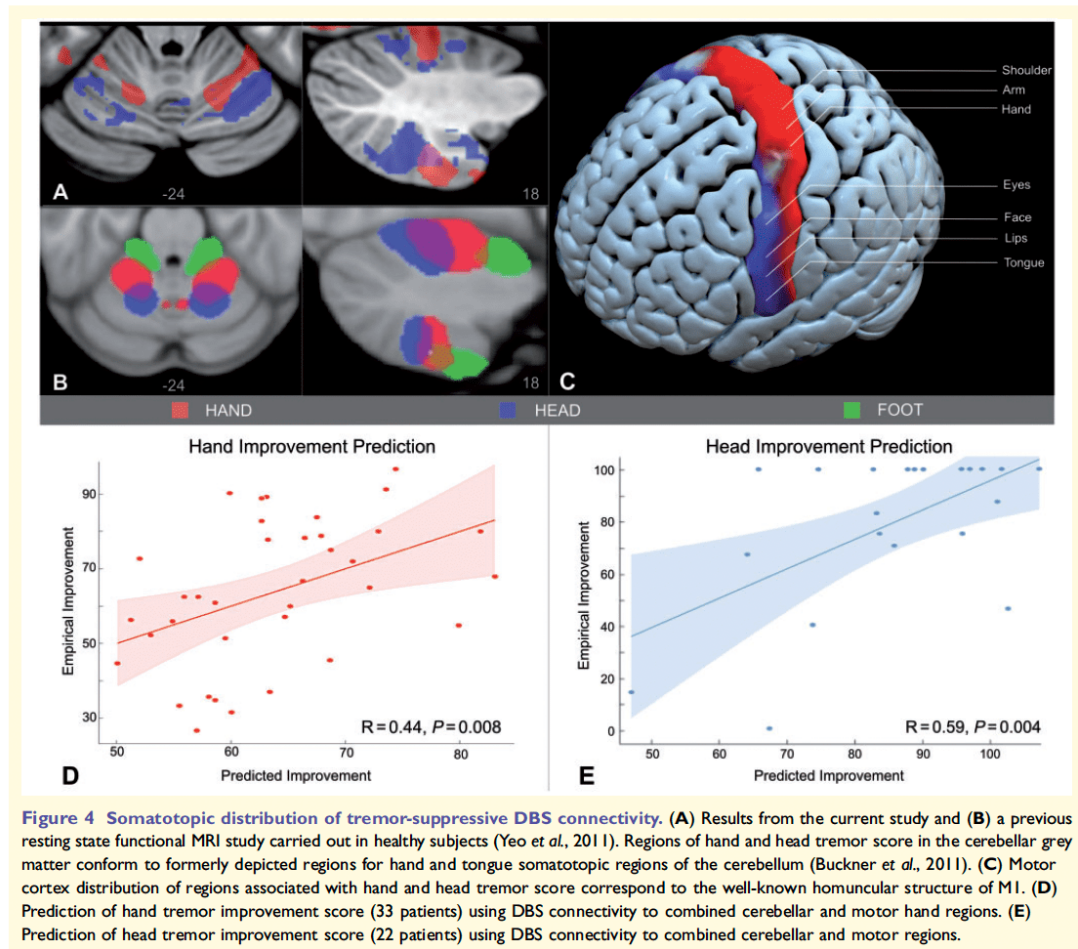 Shoulder
Arm
Hand
Eyes
Face
Lips
Tongue
A
-24
18
B
-24
18
C
HAND
HEAD
FOOT
Hand Improvement Prediction
Empirical Improvement
90
70
50
30
R=0.44, P=0.008
50
60
70
80
D
Predicted Improvement
Head Improvement Prediction
Empirical Improvement
100
80
60
40
20
0
R=0.59, P=0.004
50
60
70
80
90
100
E
Predicted Improvement
Figure 4 Somatotopic distribution of tremor-suppressive DBS connectivity. (A) Results from the current study and (B) a previous
resting state functional MRI study carried out in healthy subjects (Yeo et al., 2011). Regions of hand and head tremor score in the cerebellar grey
matter conform to formerly depicted regions for hand and tongue somatotopic regions of the cerebellum (Buckner et al., 2011). (C) Motor
cortex distribution of regions associated with hand and head tremor score correspond to the well-known homuncular structure of M1. (D)
Prediction of hand tremor improvement score (33 patients) using DBS connectivity to combined cerebellar and motor hand regions. (E)
Prediction of head tremor improvement score (22 patients) using DBS connectivity to combined cerebellar and motor regions.